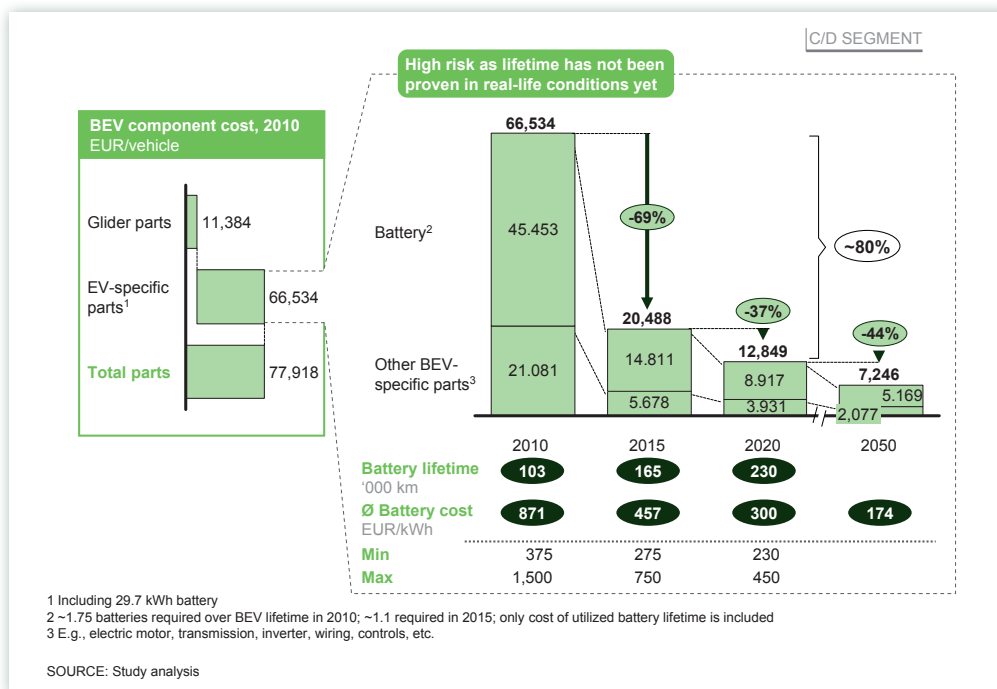 C/D SEGMENT
High risk as lifetime has not been
proven in real-life conditions yet
BEV component cost, 2010
EUR/vehicle
Glider parts
11,384
EV-specific
parts1
66,534
Total parts
77,918
66,534
Battery2
45.453
-69%
~80%
20,488
-37%
12,849
-44%
7,246
Other BEV-
specific parts3
21.081
14.811
5.678
8.917
3.931
5.169
2,077
2010 2015 2020 2050
Battery lifetime 103 165 230
‘000 km
Ø Battery cost 871 457 300 174
EUR/kWh
Min 375 275 230
Max 1,500 750 450
1 Including 29.7 kWh battery
2 ~1.75 batteries required over BEV lifetime in 2010; ~1.1 required in 2015; only cost of utilized battery lifetime is included
3 E.g., electric motor, transmission, inverter, wiring, controls, etc.
SOURCE: Study analysis